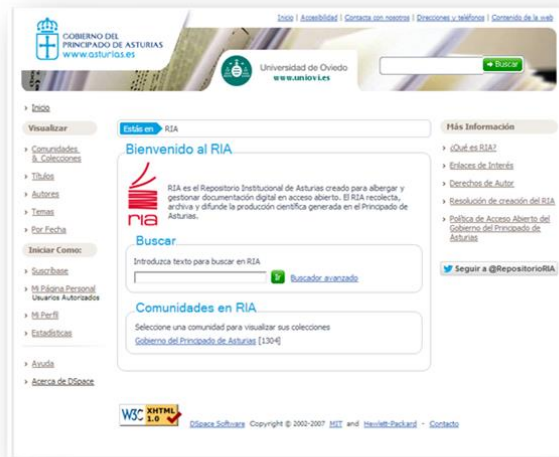 Inicio | Accesibilidad | Contacta con nosotros | Direcciones y teléfonos | Contenido de la web
GOBIERNO DEL
PRINCIPADO DE ASTURIAS
www.asturias.es
Universidad de Oviedo
www.uniovi.es
Buscar
Inicio
Visualizar
Comunidades
& Colecciones
Títulos
Autores
Temas
Por Fecha
Iniciar Como:
Suscríbase
Mi Página Personal
Usuarios Autorizados
Mi Perfil
Estadísticas
Ayuda
Acerca de DSpace
Estás en RIA
Bienvenido al RIA
ria
RIA es el Repositorio Institucional de Asturias creado para albergar y
gestionar documentación digital en acceso abierto. El RIA recolecta,
archiva y difunde la producción científica generada en el Principado de
Asturias.
Buscar
Introduzca texto para buscar en RIA
Ir Buscador avanzado
Comunidades en RIA
Seleccione una comunidad para visualizar sus colecciones
Gobierno del Principado de Asturias [1304]
Más Información
¿Qué es RIA?
Enlaces de Interés
Derechos de Autor
Resolución de creación del RIA
Política de Acceso Abierto del
Gobierno del Principado de
Asturias
Seguir a @RepositorioRIA
W3C XHTML
1.0
DSpace Software Copyright © 2002-2007 MIT and Hewlett-Packard - Contacto